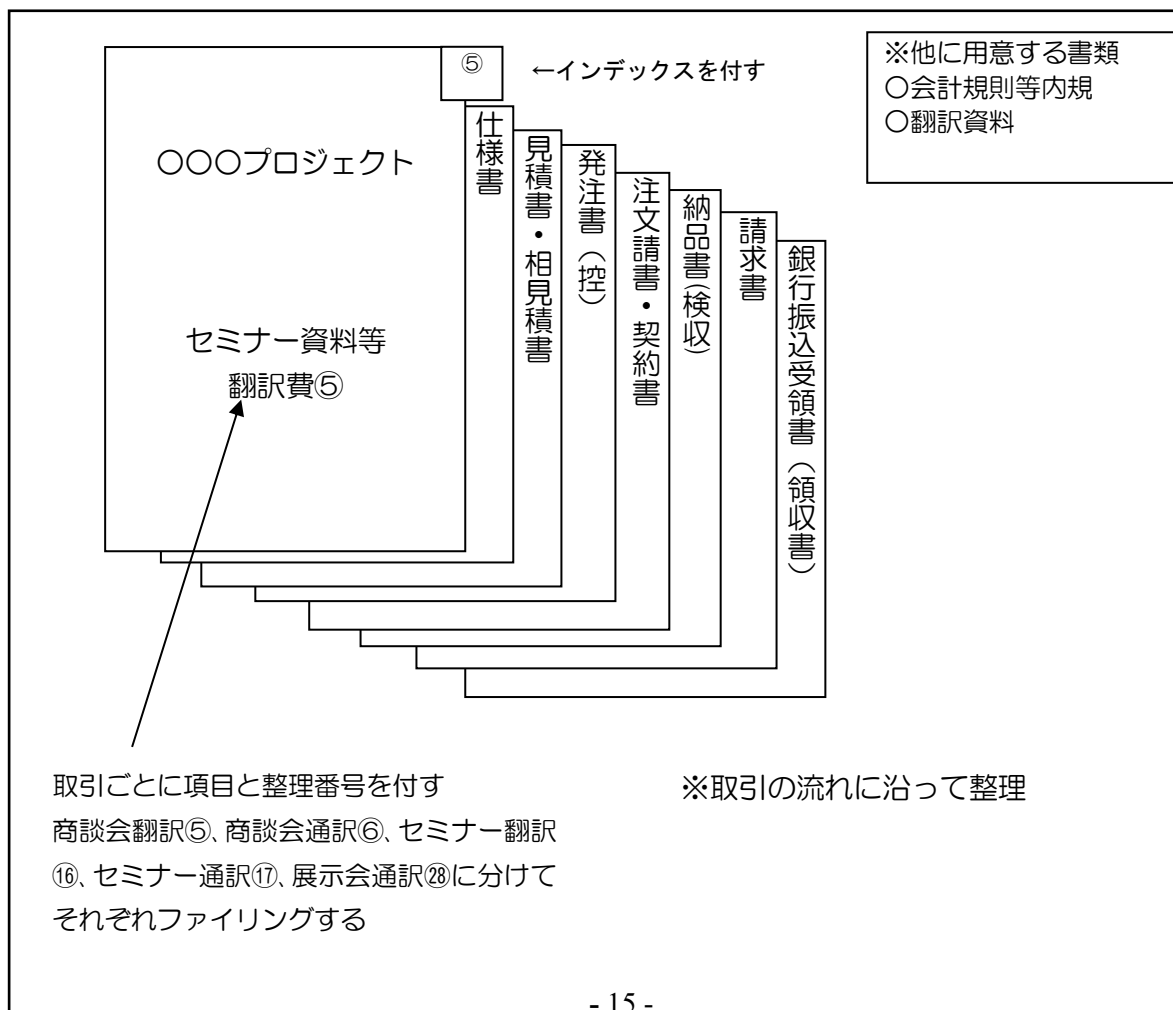 ⑤
←インデックスを付す
※他に用意する書類
〇会計規則等内規
〇翻訳資料
〇〇〇プロジェクト
セミナー資料等
翻訳費⑤
仕様書
見積書・相見積書
発注書（控）
注文請書・契約書
納品書(検収)
請求書
銀行振込受領書（領収書）
取引ごとに項目と整理番号を付す
商談会翻訳⑤、商談会通訳⑥、セミナー翻訳
⑯、セミナー通訳⑰、展示会通訳㉘に分けて
それぞれファイリングする
※取引の流れに沿って整理
- 15 -